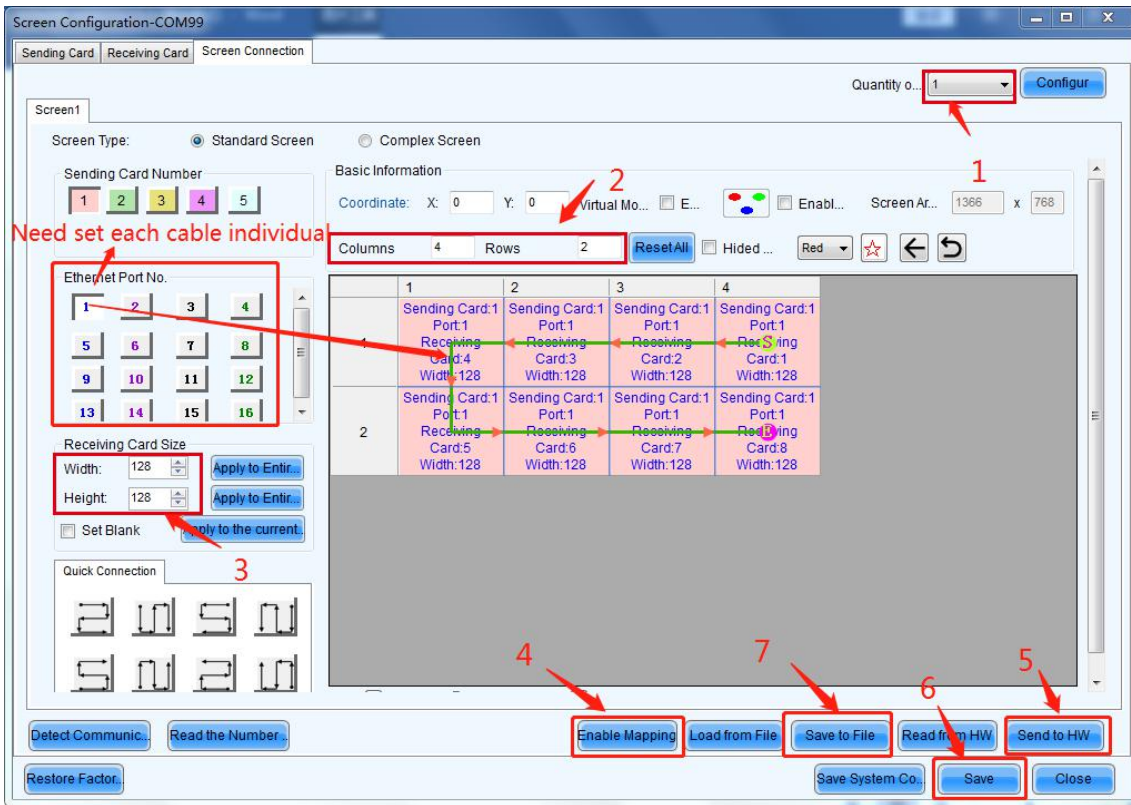 Screen Configuration-COM99
Sending Card Receiving Card Screen Connection
Quantity o... 1 Configur
Screen1
Screen Type: Standard Screen Complex Screen
1
Sending Card Number
1 2 3 4 5
Need set each cable individual
Basic Information
2
Coordinate: X: 0 Y: 0 Virtual Mo... E... Enabl... Screen Ar... 1366 x 768
Columns 4 Rows 2 Reset All Hided ... Red
Ethernet Port No.
1 2 3 4
5 6 7 8
9 10 11 12
13 14 15 16
1 2 3 4
1
Sending Card:1 Sending Card:1 Sending Card:1 Sending Card:1
Port:1 Port:1 Port:1 Port:1
Receiving Receiving Receiving Receiving
S
Card:4 Card:3 Card:2 Card:1
Width:128 Width:128 Width:128 Width:128
2
Sending Card:1 Sending Card:1 Sending Card:1 Sending Card:1
Port:1 Port:1 Port:1 Port:1
Receiving Receiving Receiving Receiving
E
Card:5 Card:6 Card:7 Card:8
Width:128 Width:128 Width:128 Width:128
Receiving Card Size
Width: 128 Apply to Entir...
Height: 128 Apply to Entir...
Set Blank Apply to the current.
3
Quick Connection
4 7 5
6
Detect Communic... Read the Number . Enable Mapping Load from File Save to File Read from HW Send to HW
Restore Factor.. Save System Co.. Save Close